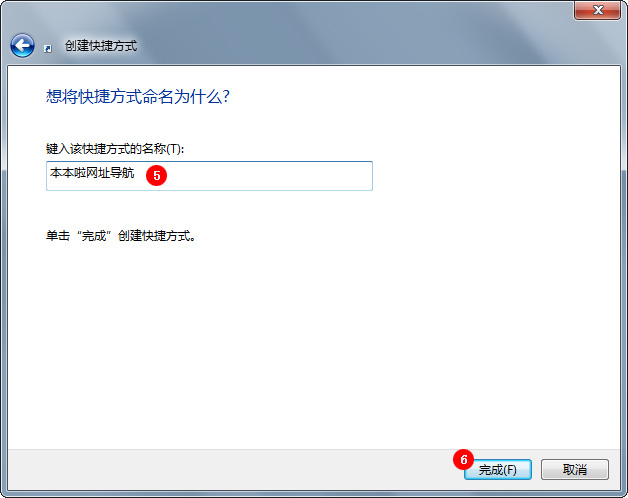 创建快捷方式
想将快捷方式命名为什么?
键入该快捷方式的名称(T):
本本啦网址导航 5
单击“完成”创建快捷方式。
6 完成(F) 取消